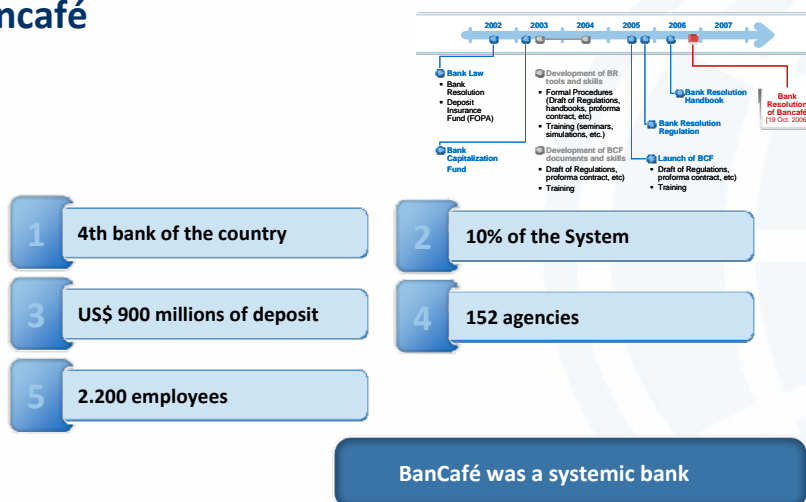 ncafé
2002 2003 2004 2005 2006 2007
Bank Law
• Bank
Resolution
• Deposit
Insurance
Fund (FOPA)
Bank
Capitalization
Fund
Development of BR
tools and skills
• Formal Procedures
(Draft of Regulations,
handbooks, proforma
contract, etc)
• Training (seminars,
simulations, etc.)
Development of BCF
documents and skills
• Draft of Regulations,
proforma contract, etc)
• Training
Bank Resolution
Handbook
Bank Resolution
Regulation
Launch of BCF
• Draft of Regulations,
proforma contract, etc)
• Training
Bank
Resolution
of Bancafé
[19 Oct. 2006
1 4th bank of the country
2 10% of the System
3 US$ 900 millions of deposit
4 152 agencies
5 2.200 employees
BanCafé was a systemic bank